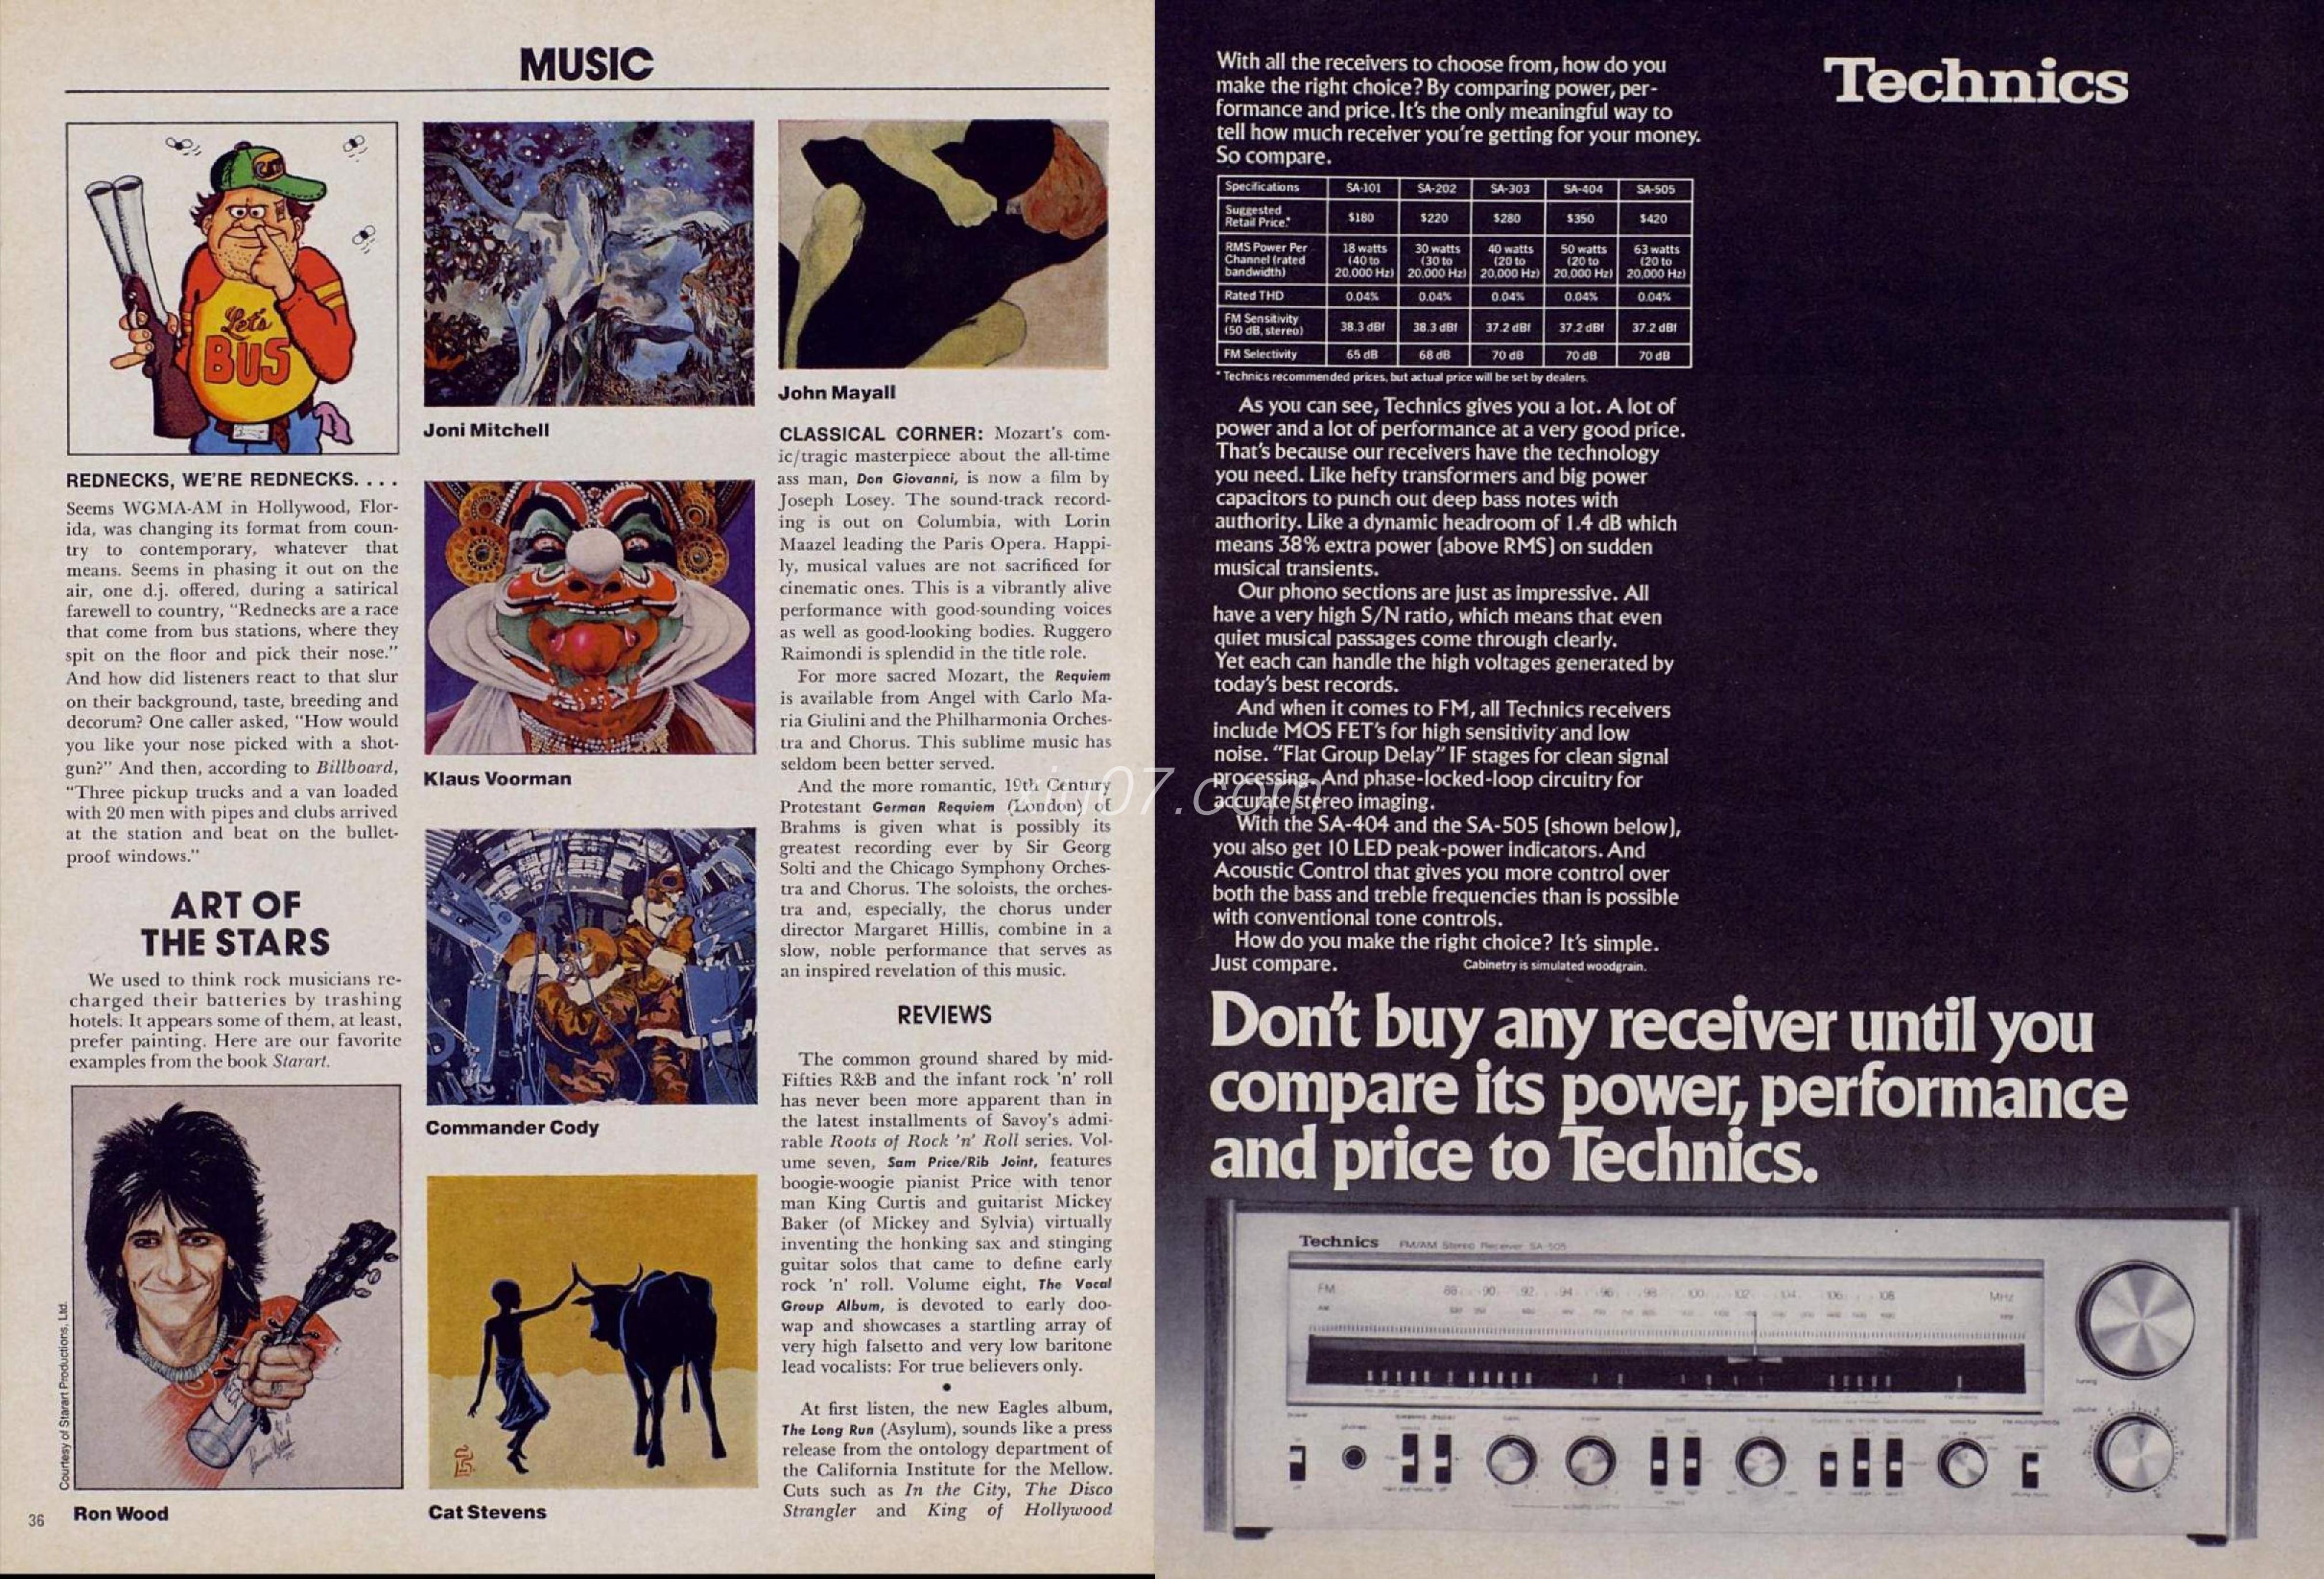 MUSIC
Let's
BUS
REDNECKS, WE'RE REDNECKS. . . .
Seems WGMA-AM in Hollywood, Flor-
ida, was changing its format from coun-
try to contemporary, whatever that
means. Seems in phasing it out on the
air, one d.j. offered, during a satirical
farewell to country, "Rednecks are a race
that come from bus stations, where they
spit on the floor and pick their nose."
And how did listeners react to that slur
on their background, taste, breeding and
decorum? One caller asked, "How would
you like your nose picked with a shot-
gun?" And then, according to Billboard,
"Three pickup trucks and a van loaded
with 20 men with pipes and clubs arrived
at the station and beat on the bullet-
proof windows."
ART OF
THE STARS
We used to think rock musicians re-
charged their batteries by trashing
hotels. It appears some of them, at least,
prefer painting. Here are our favorite
examples from the book Starart.
Courtesy of Starart Productions, Ltd.
Ron Wood
36
Joni Mitchell
Klaus Voorman
Commander Cody
Cat Stevens
John Mayall
CLASSICAL CORNER: Mozart's com-
ic/tragic masterpiece about the all-time
ass man, Don Giovanni, is now a film by
Joseph Losey. The sound-track record-
ing is out on Columbia, with Lorin
Maazel leading the Paris Opera. Happi-
ly, musical values are not sacrificed for
cinematic ones. This is a vibrantly alive
performance with good-sounding voices
as well as good-looking bodies. Ruggero
Raimondi is splendid in the title role.
For more sacred Mozart, the Requiem
is available from Angel with Carlo Ma-
ria Giulini and the Philharmonia Orches-
tra and Chorus. This sublime music has
seldom been better served.
And the more romantic, 19th Century
Protestant German Requiem (London) of
Brahms is given what is possibly its
greatest recording ever by Sir Georg
Solti and the Chicago Symphony Orches-
tra and Chorus. The soloists, the orches-
tra and, especially, the chorus under
director Margaret Hillis, combine in a
slow, noble performance that serves as
an inspired revelation of this music.
REVIEWS
The common ground shared by mid-
Fifties R&B and the infant rock 'n' roll
has never been more apparent than in
the latest installments of Savoy's admi-
rable Roots of Rock 'n' Roll series. Vol-
ume seven, Sam Price/Rib Joint, features
boogie-woogie pianist Price with tenor
man King Curtis and guitarist Mickey
Baker (of Mickey and Sylvia) virtually
inventing the honking sax and stinging
guitar solos that came to define early
rock 'n' roll. Volume eight, The Vocal
Group Album, is devoted to early doo-
wap and showcases a startling array of
very high falsetto and very low baritone
lead vocalists: For true believers only.
•
At first listen, the new Eagles album,
The Long Run (Asylum), sounds like a press
release from the ontology department of
the California Institute for the Mellow.
Cuts such as In the City, The Disco
Strangler and King of Hollywood
Technics
With all the receivers to choose from, how do you
make the right choice? By comparing power, per-
formance and price. It's the only meaningful way to
tell how much receiver you're getting for your money.
So compare.
Specifications SA-101 SA-202 SA-303 SA-404 SA-505
Suggested
Retail Price.* $180 $220 $280 $350 $420
RMS Power Per 18 watts 30 watts 40 watts 50 watts 63 watts
Channel (rated (40 to (30 to (20 to (20 to (20 to
bandwidth) 20,000 Hz) 20,000 Hz) 20,000 Hz) 20,000 Hz) 20,000 Hz)
Rated THD 0.04% 0.04% 0.04% 0.04% 0.04%
FM Sensitivity
(50 dB, stereo) 38.3 dBf 38.3 dBf 37.2 dBf 37.2 dBf 37.2 dBf
FM Selectivity 65 dB 68 dB 70 dB 70 dB 70 dB
* Technics recommended prices, but actual price will be set by dealers.
As you can see, Technics gives you a lot. A lot of
power and a lot of performance at a very good price.
That's because our receivers have the technology
you need. Like hefty transformers and big power
capacitors to punch out deep bass notes with
authority. Like a dynamic headroom of 1.4 dB which
means 38% extra power (above RMS) on sudden
musical transients.
Our phono sections are just as impressive. All
have a very high S/N ratio, which means that even
quiet musical passages come through clearly.
Yet each can handle the high voltages generated by
today's best records.
And when it comes to FM, all Technics receivers
include MOS FET's for high sensitivity and low
noise. "Flat Group Delay" IF stages for clean signal
processing. And phase-locked-loop circuitry for
accurate stereo imaging.
With the SA-404 and the SA-505 (shown below),
you also get 10 LED peak-power indicators. And
Acoustic Control that gives you more control over
both the bass and treble frequencies than is possible
with conventional tone controls.
How do you make the right choice? It's simple.
Just compare. Cabinetry is simulated woodgrain.
Don't buy any receiver until you
compare its power, performance
and price to Technics.
Technics FM/AM Stereo Receiver SA-505
FM 88 90 92 94 96 98 100 102 104 106 108 MHz
AM
tuning
volume